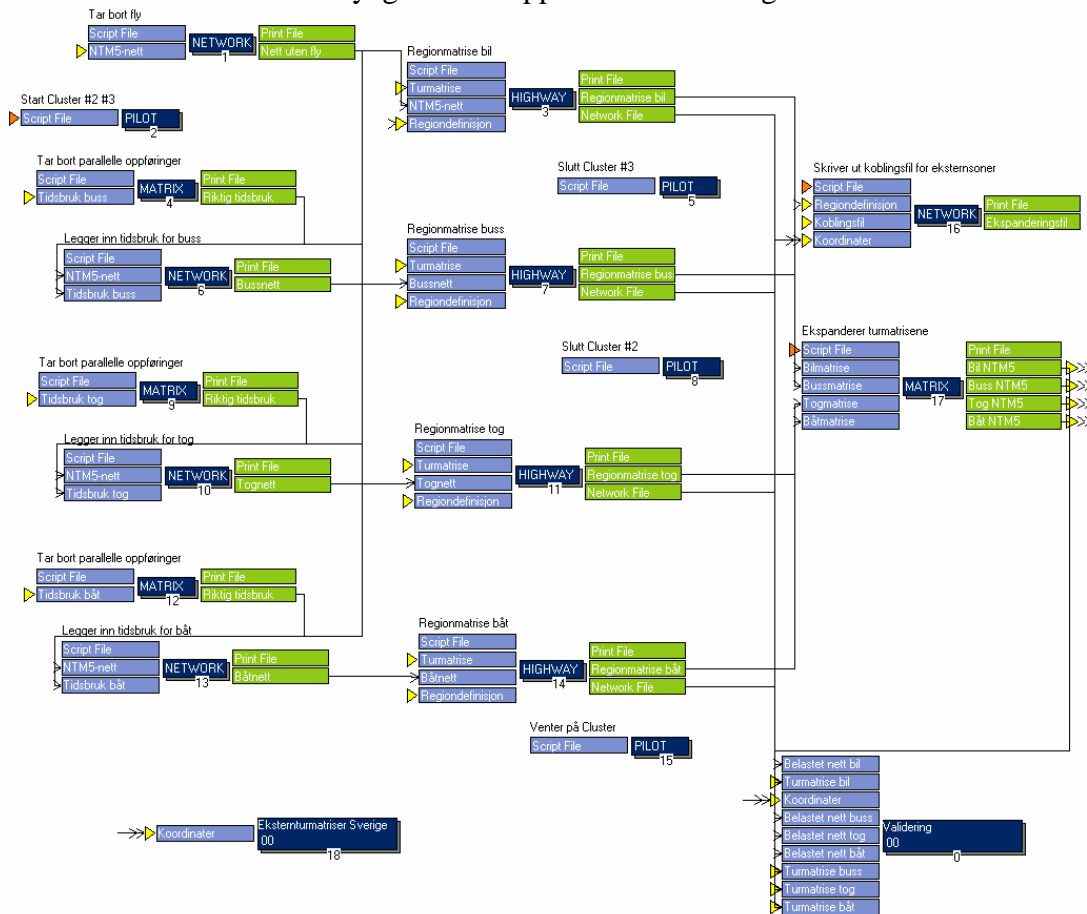 Tar bort fly
Script File
NTM5-nett
NETWORK
1
Print File
Nett uten fly
Start Cluster #2 #3
Script File
PILOT
2
Regionmatrise bil
Script File
Turmatrise
NTM5-nett
Regiondefinisjon
HIGHWAY
3
Print File
Regionmatrise bil
Network File
Tar bort parallelle oppføringer
Script File
Tidsbruk buss
MATRIX
4
Print File
Riktig tidsbruk
Slutt Cluster #3
Script File
PILOT
5
Skriver ut koblingsfil for eksternsoner
Script File
Regiondefinisjon
Koblingsfil
Koordinater
NETWORK
16
Print File
Ekspanderingsfil
Legger inn tidsbruk for buss
Script File
NTM5-nett
Tidsbruk buss
NETWORK
6
Print File
Bussnett
Regionmatrise buss
Script File
Turmatrise
Bussnett
Regiondefinisjon
HIGHWAY
7
Print File
Regionmatrise bus
Network File
Slutt Cluster #2
Script File
PILOT
8
Ekspanderer turmatrisene
Script File
Bilmatrise
Bussmatrise
Togmatrise
Båtmatrise
MATRIX
17
Print File
Bil NTM5
Buss NTM5
Tog NTM5
Båt NTM5
Tar bort parallelle oppføringer
Script File
Tidsbruk tog
MATRIX
9
Print File
Riktig tidsbruk
Legger inn tidsbruk for tog
Script File
NTM5-nett
Tidsbruk tog
NETWORK
10
Print File
Tognett
Regionmatrise tog
Script File
Turmatrise
Tognett
Regiondefinisjon
HIGHWAY
11
Print File
Regionmatrise tog
Network File
Tar bort parallelle oppføringer
Script File
Tidsbruk båt
MATRIX
12
Print File
Riktig tidsbruk
Legger inn tidsbruk for båt
Script File
NTM5-nett
Tidsbruk båt
NETWORK
13
Print File
Båtnett
Regionmatrise båt
Script File
Turmatrise
Båtnett
Regiondefinisjon
HIGHWAY
14
Print File
Regionmatrise båt
Network File
Venter på Cluster
Script File
PILOT
15
Koordinater
Eksternturmatriser Sverige
00
18
Belastet nett bil
Turmatrise bil
Koordinater
Belastet nett buss
Belastet nett tog
Belastet nett båt
Turmatrise buss
Turmatrise tog
Turmatrise båt
Validering
00
0